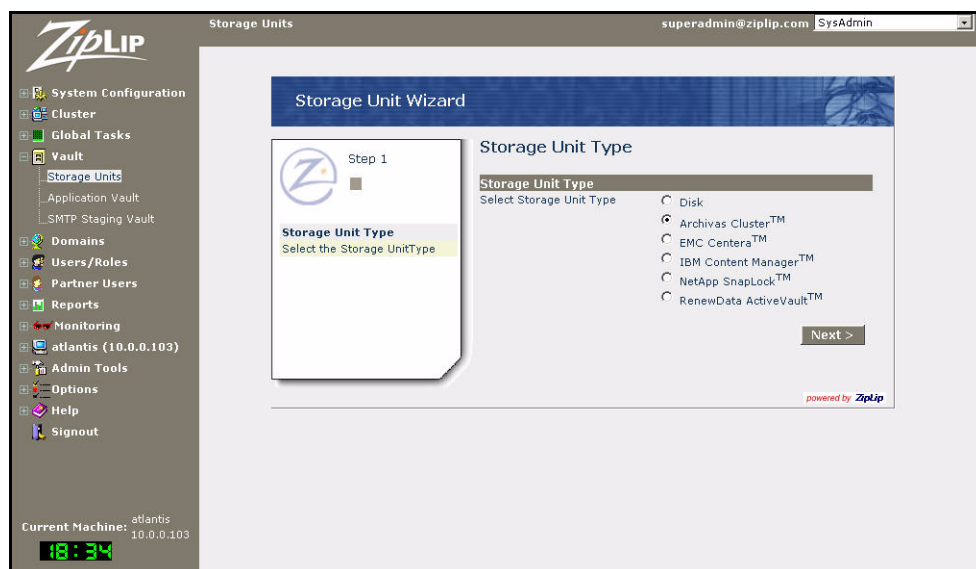 ZipLip
Storage Units
superadmin@ziplip.com SysAdmin
System Configuration
Cluster
Global Tasks
Vault
Storage Units
Application Vault
SMTP Staging Vault
Domains
Users/Roles
Partner Users
Reports
Monitoring
atlantis (10.0.0.103)
Admin Tools
Options
Help
Signout
Current Machine: atlantis
10.0.0.103
18:34
Storage Unit Wizard
Step 1
Storage Unit Type
Select the Storage UnitType
Storage Unit Type
Storage Unit Type
Select Storage Unit Type
Disk
Archivas Cluster™
EMC Centera™
IBM Content Manager™
NetApp SnapLock™
RenewData ActiveVault™
Next >
powered by ZipLip